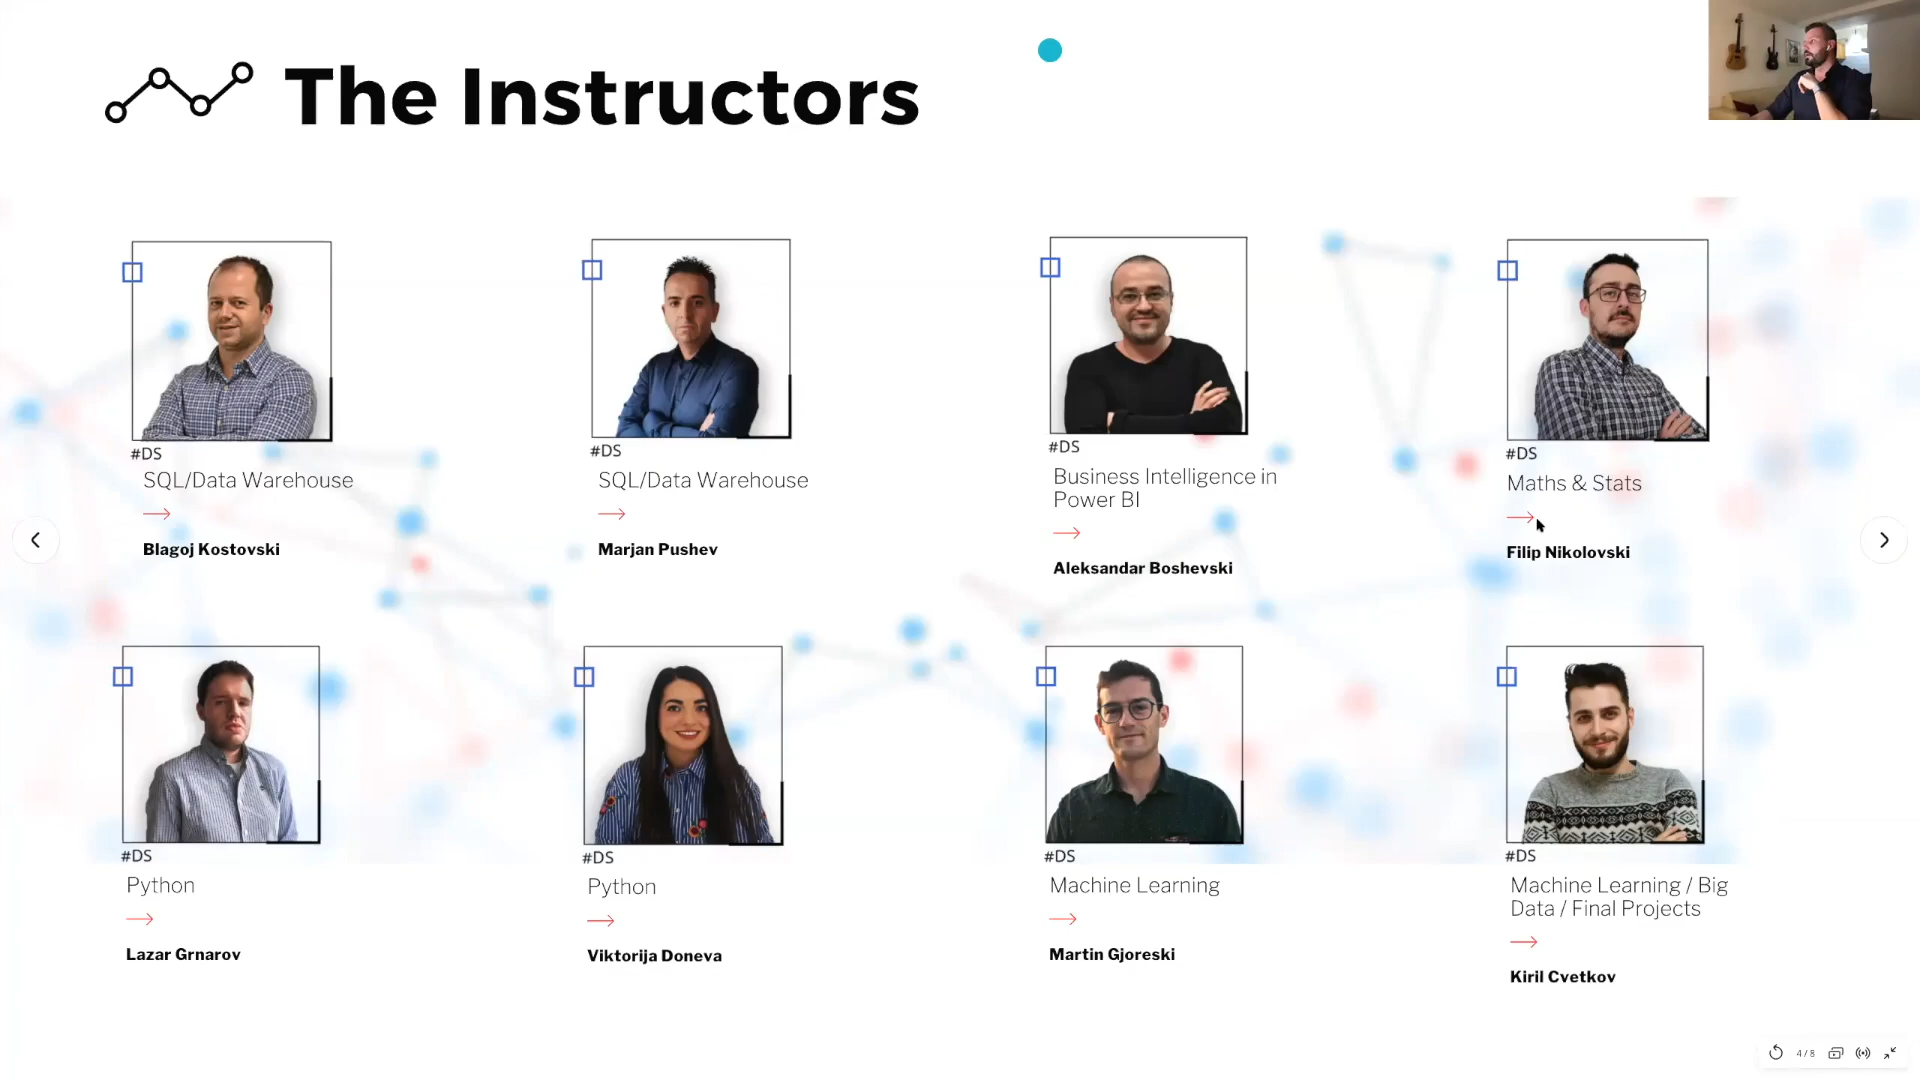 The Instructors
#DS
SQL/Data Warehouse
Blagoj Kostovski
#DS
SQL/Data Warehouse
Marjan Pushev
#DS
Business Intelligence in
Power BI
Aleksandar Boshevski
#DS
Maths & Stats
Filip Nikolovski
#DS
Python
Lazar Grnarov
#DS
Python
Viktorija Doneva
#DS
Machine Learning
Martin Gjoreski
#DS
Machine Learning / Big
Data / Final Projects
Kiril Cvetkov
4/8